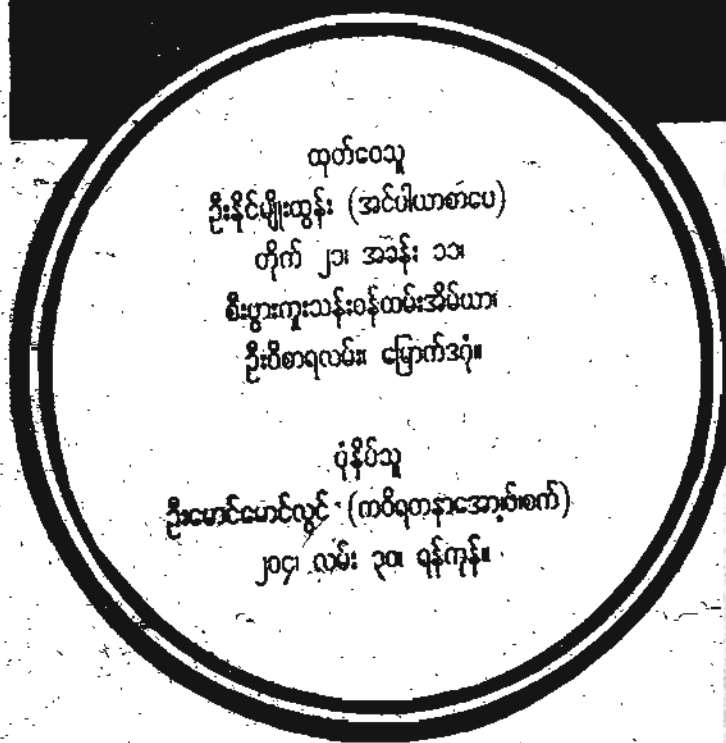 ထုတ်ဝေသူ
ဦးနိုင်မျိုးထွန်း (အင်ပါယာစာပေ)
တိုက် ၂၁၊ အခန်း ၁၁၊
စီးပွားကူးသန်းဝန်ထမ်းအိမ်ယာ၊
ဦးဝိစာရလမ်း၊ မြောက်ဒဂုံ။
ပုံနှိပ်သူ
ဦးမောင်မောင်လွင် (ကဝိရတနာအော့ဖ်စက်)
၂၀၄၊ လမ်း ၃၀၊ ရန်ကုန်။